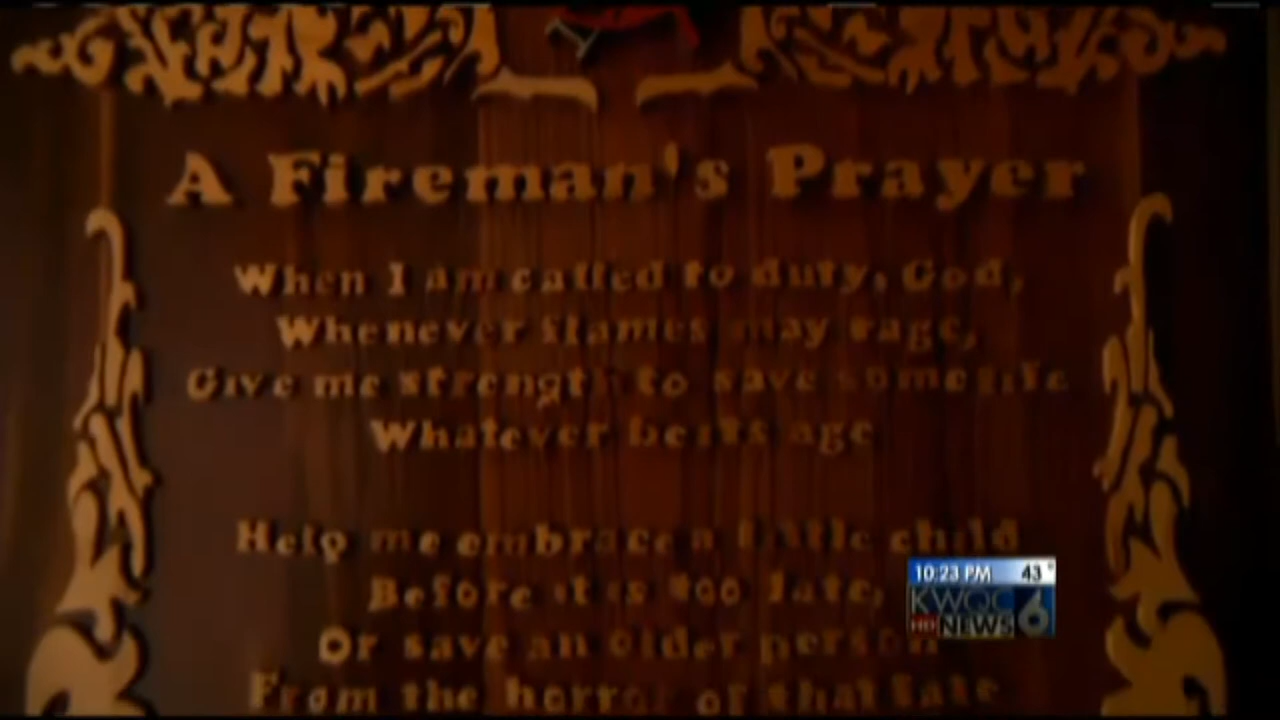 A Fireman's Prayer
When I am called to duty, God,
Whenever flames may rage,
Give me strength to save some life
Whatever be its age
Help me embrace a little child
Before it is too late,
Or save an older person
From the horror of that fate
10:23 PM 43°
KWQC 6
HD NEWS